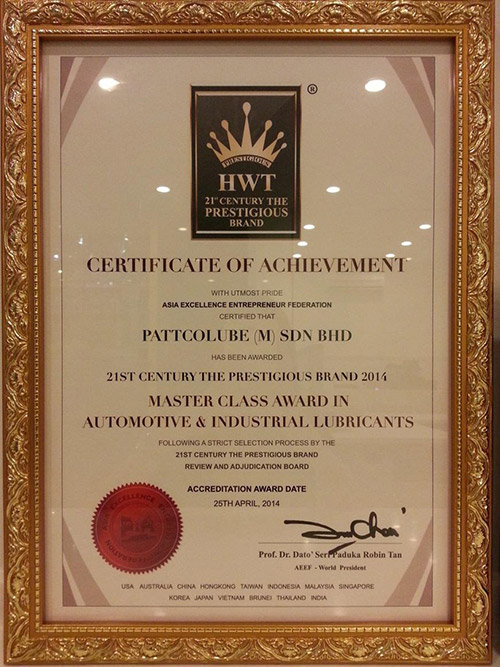 ®
PRESTIGIOUS
HWT
21st CENTURY THE
PRESTIGIOUS
BRAND
CERTIFICATE OF ACHIEVEMENT
WITH UTMOST PRIDE
ASIA EXCELLENCE ENTREPRENEUR FEDERATION
CERTIFIED THAT
PATTCOLUBE (M) SDN BHD
HAS BEEN AWARDED
21ST CENTURY THE PRESTIGIOUS BRAND 2014
MASTER CLASS AWARD IN
AUTOMOTIVE & INDUSTRIAL LUBRICANTS
FOLLOWING A STRICT SELECTION PROCESS BY THE
21ST CENTURY THE PRESTIGIOUS BRAND
REVIEW AND ADJUDICATION BOARD
ACCREDITATION AWARD DATE
25TH APRIL, 2014
EXCELLENCE
Prof. Dr. Dato' Seri Paduka Robin Tan
AEEF - World President
USA AUSTRALIA CHINA HONGKONG TAIWAN INDONESIA MALAYSIA SINGAPORE
KOREA JAPAN VIETNAM BRUNEI THAILAND INDIA